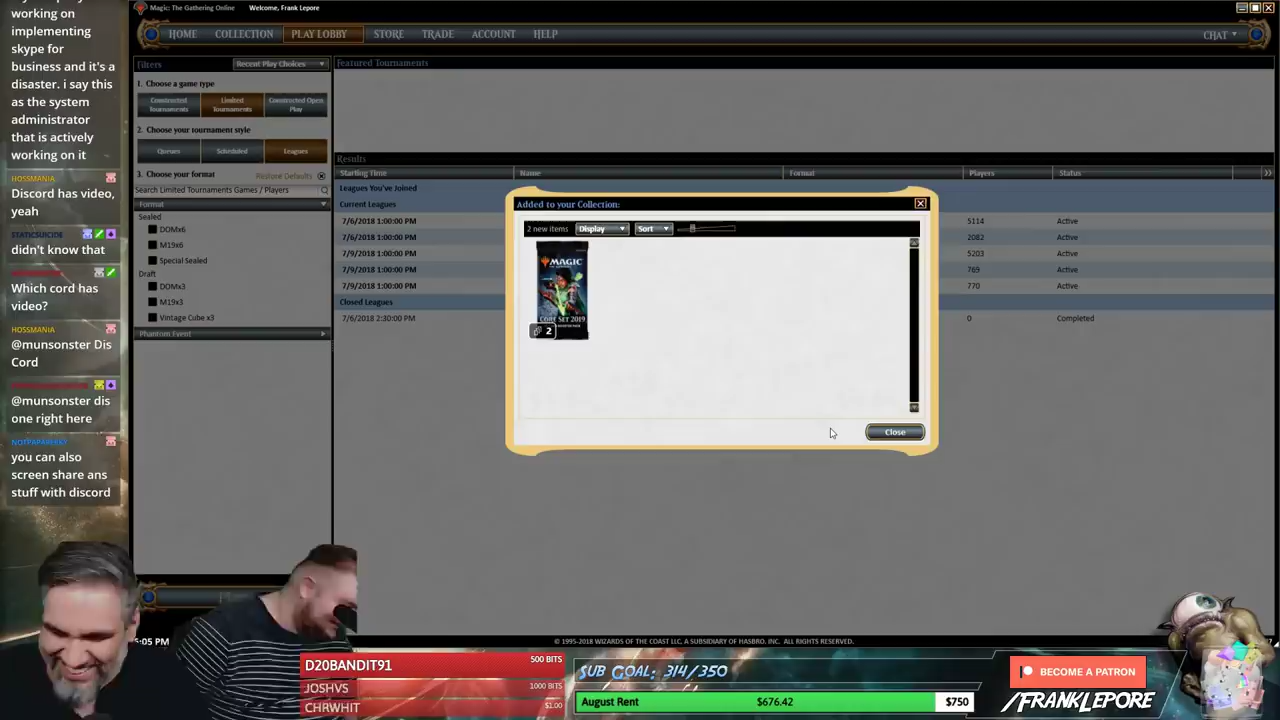 working on
implementing
skype for
business and it's a
disaster. i say this
as the system
administrator
that is actively
working on it
HOSSMANIA
Discord has video,
yeah
STATICSUICIDE
didn't know that
Which cord has
video?
HOSSMANIA
@munsonster Dis
Cord
@munsonster dis
one right here
NOTPAPABEEKY
you can also
screen share ans
stuff with discord
Magic: The Gathering Online
Welcome, Frank Lepore
HOME
COLLECTION
PLAY LOBBY
STORE
TRADE
ACCOUNT
HELP
CHAT
Filters
Recent Play Choices
1. Choose a game type
Constructed Tournaments
Limited Tournaments
Constructed Open Play
2. Choose your tournament style
Queues
Scheduled
Leagues
3. Choose your format
Restore Defaults
Search Limited Tournaments Games / Players
Format
Sealed
DOMx6
M19x6
Special Sealed
Draft
DOMx3
M19x3
Vintage Cube x3
Phantom Event
Featured Tournaments
Results
Starting Time
Name
Format
Players
Status
Leagues You've Joined
Current Leagues
7/6/2018 1:00:00 PM
5114
Active
7/6/2018 1:00:00 PM
2082
Active
7/9/2018 1:00:00 PM
5203
Active
7/9/2018 1:00:00 PM
769
Active
7/9/2018 1:00:00 PM
770
Active
Closed Leagues
7/6/2018 2:30:00 PM
0
Completed
Added to your Collection:
2 new items
Display
Sort
MAGIC
CORE SET 2019
2
Close
:05 PM
© 1995-2018 WIZARDS OF THE COAST LLC, A SUBSIDIARY OF HASBRO, INC. ALL RIGHTS RESERVED.
D20BANDIT91
500 BITS
JOSHVS
1000 BITS
CHRWHIT
$1.00
SUB GOAL: 314/350
August Rent
$676.42
$750
BECOME A PATRON
/FRANKLEPORE